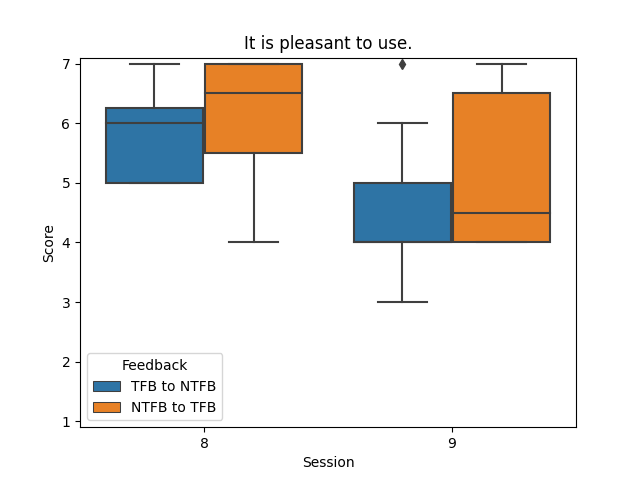 It is pleasant to use.
7
6
5
4
3
2
1
Score
Feedback
TFB to NTFB
NTFB to TFB
8 9
Session